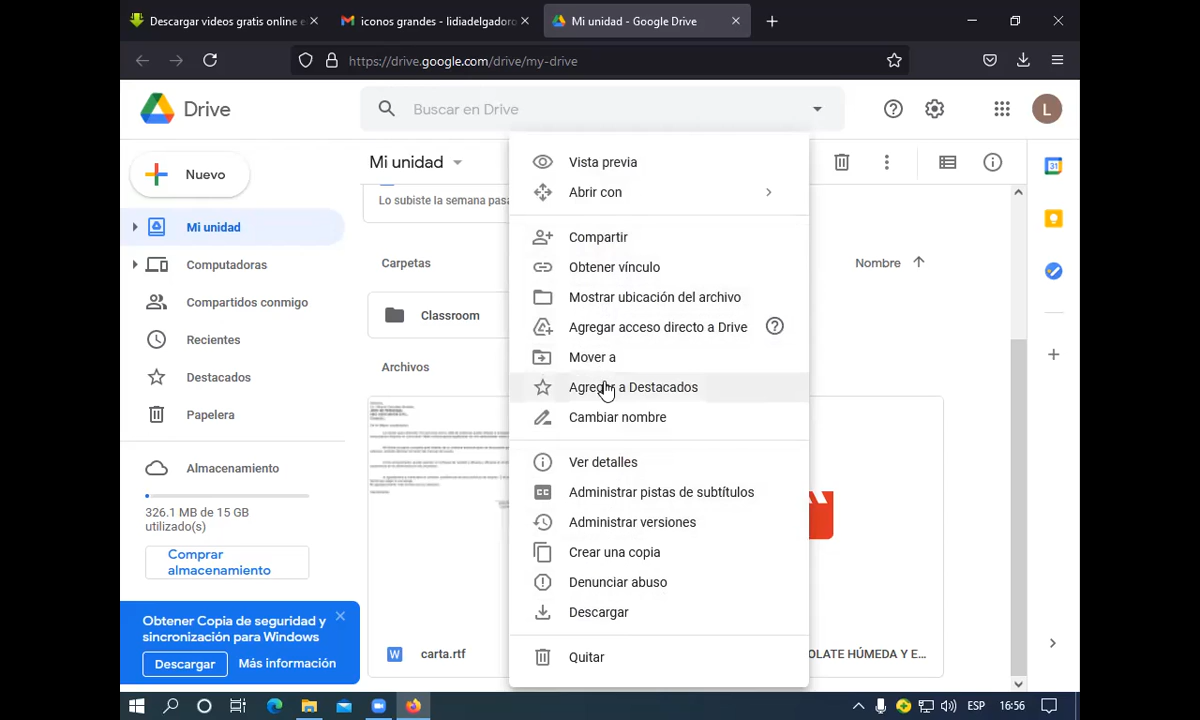 Descargar videos gratis online e
iconos grandes - lidiadelgadoro
Mi unidad - Google Drive
https://drive.google.com/drive/my-drive
Drive
Buscar en Drive
L
Nuevo
Mi unidad
Computadoras
Compartidos conmigo
Recientes
Destacados
Papelera
Almacenamiento
326.1 MB de 15 GB
utilizado(s)
Comprar
almacenamiento
Obtener Copia de seguridad y
sincronización para Windows
Descargar
Más información
Mi unidad
Lo subiste la semana pasa
Carpetas
Nombre
Classroom
Archivos
W
carta.rtf
OLATE HÚMEDA Y E...
Vista previa
Abrir con
Compartir
Obtener vínculo
Mostrar ubicación del archivo
Agregar acceso directo a Drive
Mover a
Agregar a Destacados
Cambiar nombre
Ver detalles
CC
Administrar pistas de subtítulos
Administrar versiones
Crear una copia
Denunciar abuso
Descargar
Quitar
31
ESP
16:56